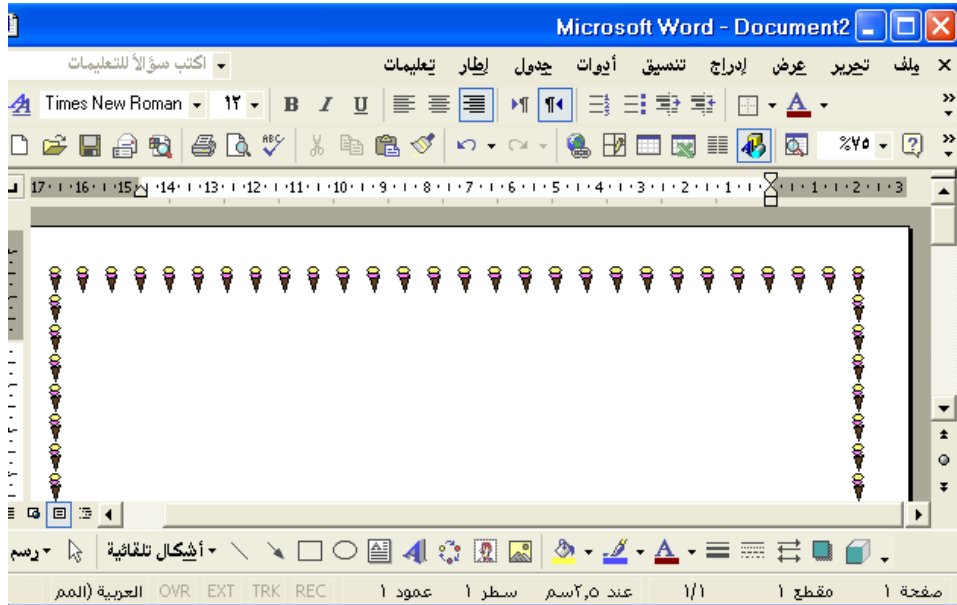 Microsoft Word - Document2
ملف تحرير عرض إدراج تنسيق أدوات جدول إطار تعليمات اكتب سؤالاً للتعليمات
Times New Roman ١٢ B I U A
ABC %٧٥
17 16 15 14 13 12 11 10 9 8 7 6 5 4 3 2 1 1 2 3
رسم أشكال تلقائية
صفحة ١ مقطع ١ ١/١ عند ٢,٥سم سطر ١ عمود ١ REC TRK EXT OVR العربية (المم